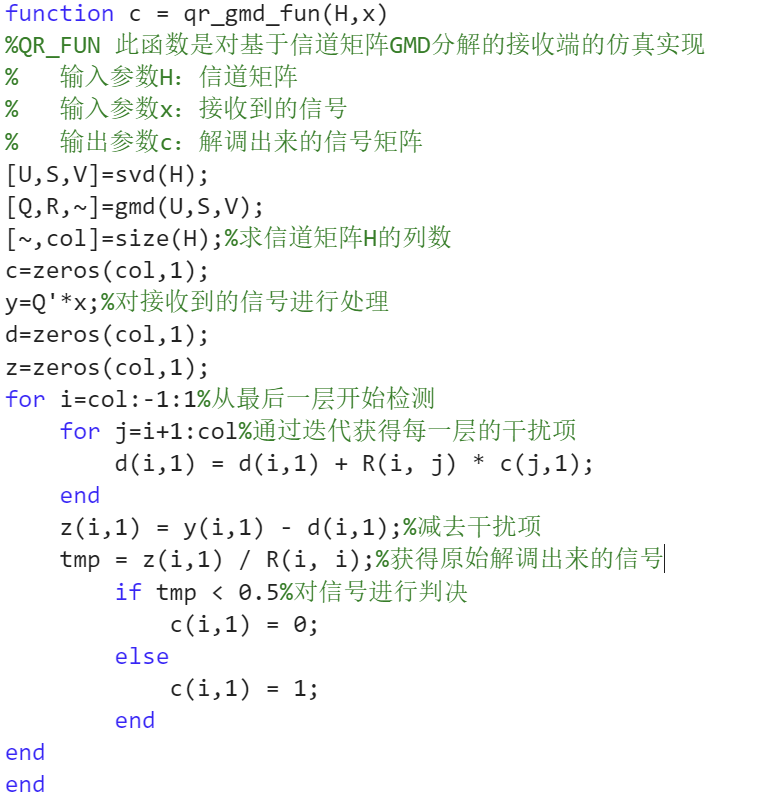 function c = qr_gmd_fun(H,x)
%QR_FUN 此函数是对基于信道矩阵GMD分解的接收端的仿真实现
%   输入参数H: 信道矩阵
%   输入参数x: 接收到的信号
%   输出参数c: 解调出来的信号矩阵
[U,S,V]=svd(H);
[Q,R,~]=gmd(U,S,V);
[~,col]=size(H);%求信道矩阵H的列数
c=zeros(col,1);
y=Q'*x;%对接收到的信号进行处理
d=zeros(col,1);
z=zeros(col,1);
for i=col:-1:1%从最后一层开始检测
    for j=i+1:col%通过迭代获得每一层的干扰项
        d(i,1) = d(i,1) + R(i, j) * c(j,1);
    end
    z(i,1) = y(i,1) - d(i,1);%减去干扰项
    tmp = z(i,1) / R(i, i);%获得原始解调出来的信号
        if tmp < 0.5%对信号进行判决
            c(i,1) = 0;
        else
            c(i,1) = 1;
        end
end
end